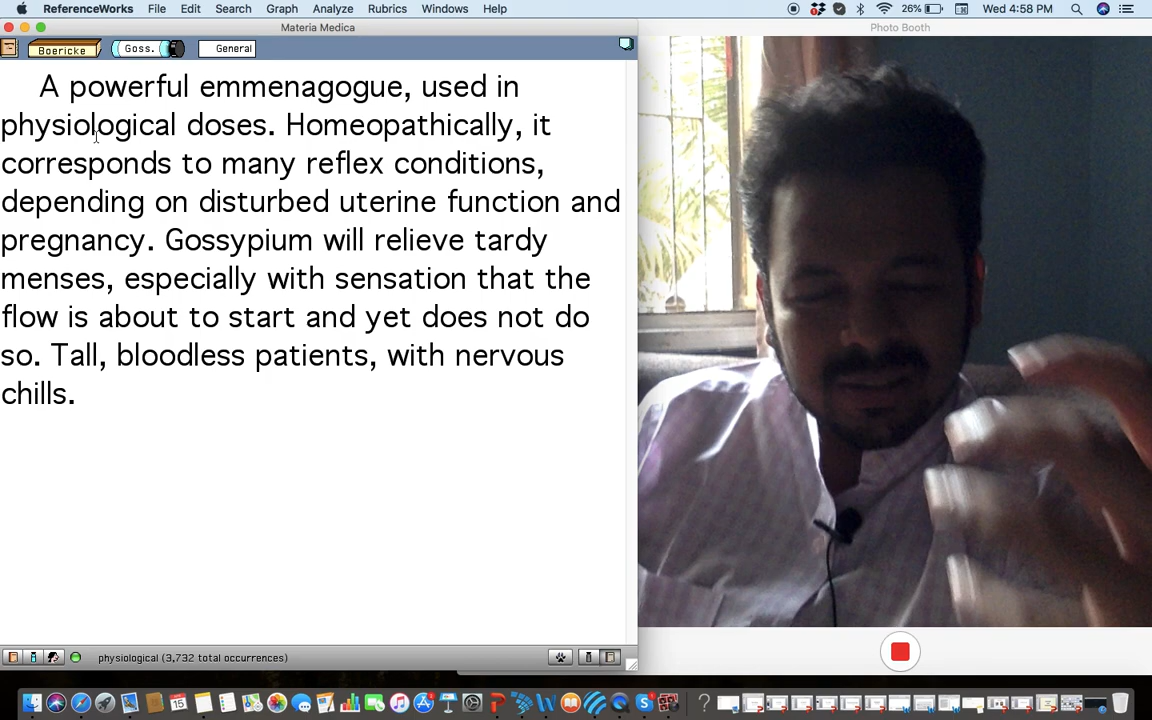 ReferenceWorks File Edit Search Graph Analyze Rubrics Windows Help 26% Wed 4:58 PM
Materia Medica
Photo Booth
Boericke Goss. General
A powerful emmenagogue, used in
physiological doses. Homeopathically, it
corresponds to many reflex conditions,
depending on disturbed uterine function and
pregnancy. Gossypium will relieve tardy
menses, especially with sensation that the
flow is about to start and yet does not do
so. Tall, bloodless patients, with nervous
chills.
physiological (3,732 total occurrences)
15